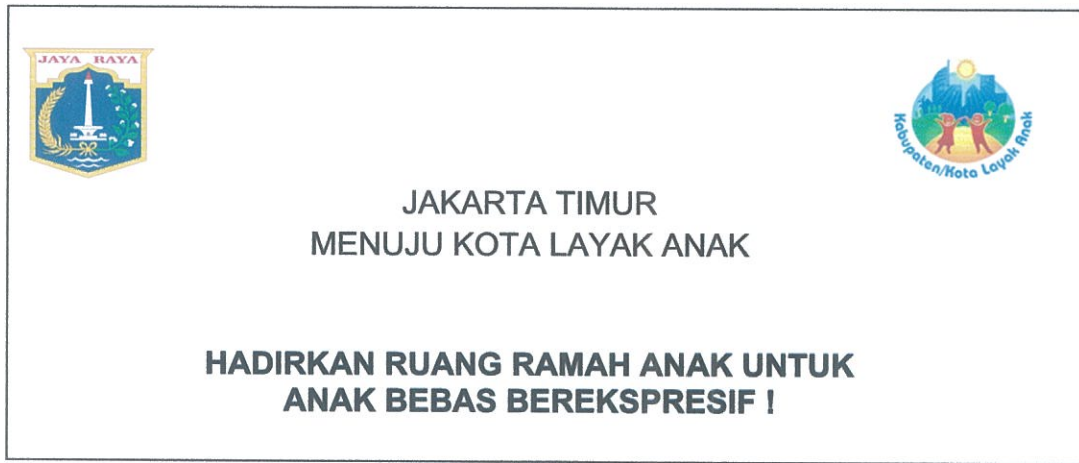 JAYA RAYA
Kabupaten/Kota Layak Anak
JAKARTA TIMUR
MENUJU KOTA LAYAK ANAK
HADIRKAN RUANG RAMAH ANAK UNTUK
ANAK BEBAS BEREKSPRESIF !